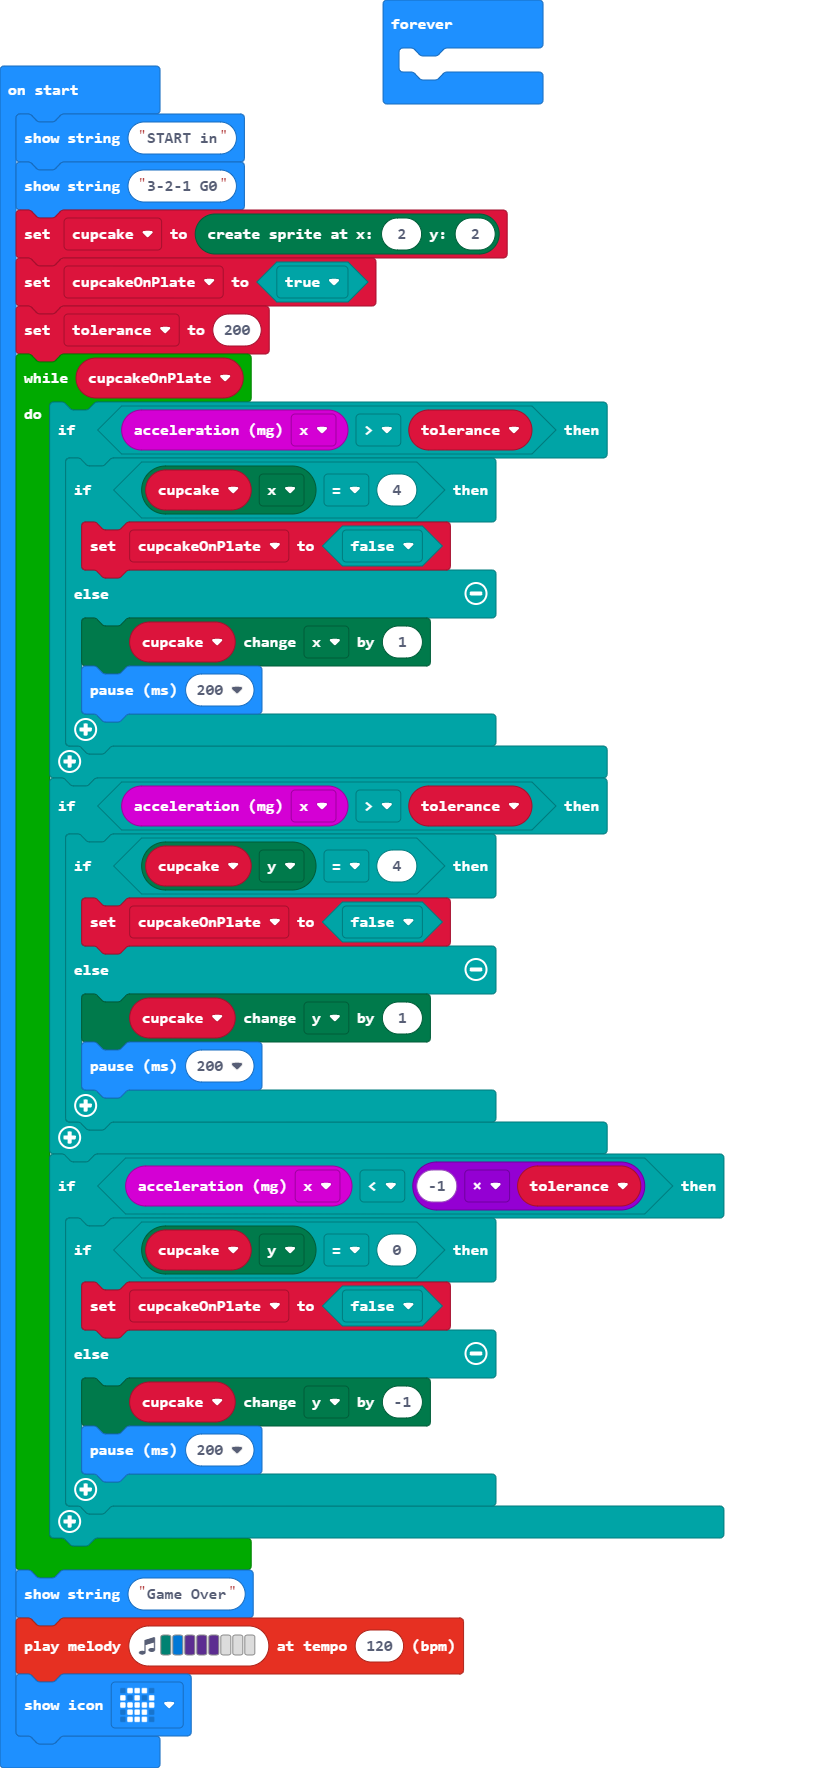 forever
on start
show string "START in"
show string "3-2-1 GO"
set cupcake to create sprite at x: 2 y: 2
set cupcakeOnPlate to true
set tolerance to 200
while cupcakeOnPlate
do
if acceleration (mg) x > tolerance then
if cupcake x = 4 then
set cupcakeOnPlate to false
else
cupcake change x by 1
pause (ms) 200
if acceleration (mg) x > tolerance then
if cupcake y = 4 then
set cupcakeOnPlate to false
else
cupcake change y by 1
pause (ms) 200
if acceleration (mg) x < -1 × tolerance then
if cupcake y = 0 then
set cupcakeOnPlate to false
else
cupcake change y by -1
pause (ms) 200
show string "Game Over"
play melody at tempo 120 (bpm)
show icon